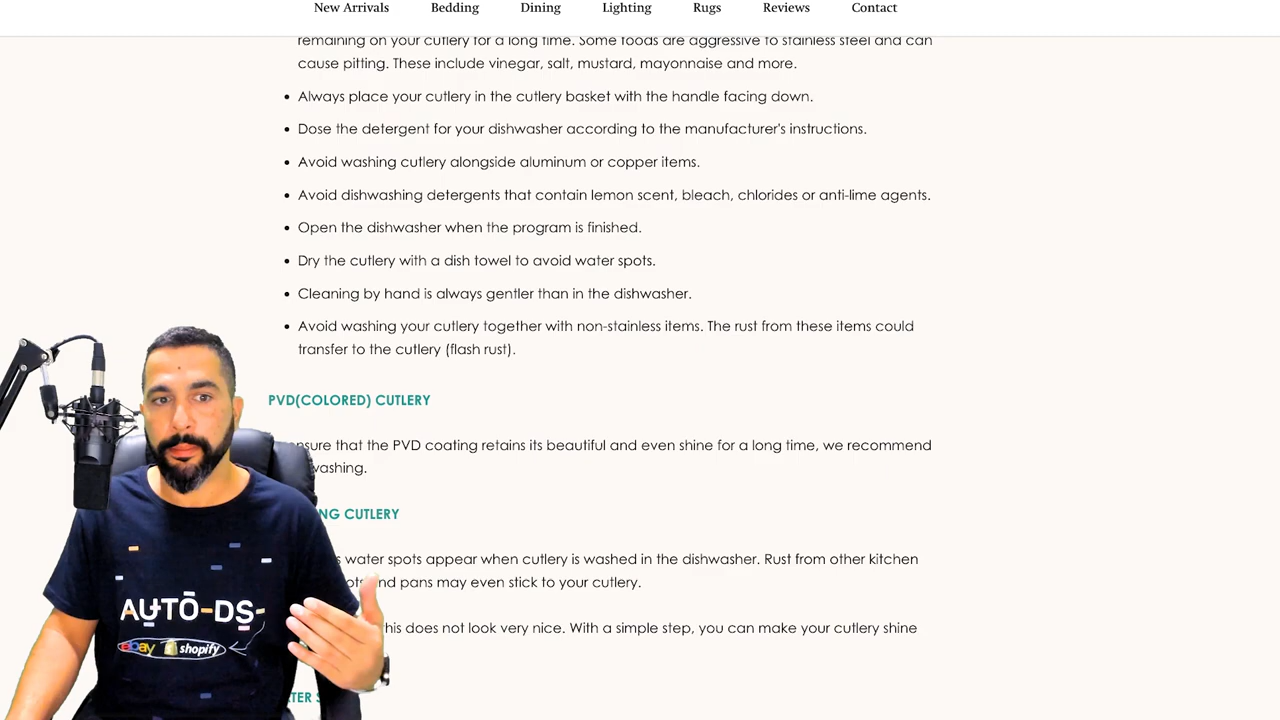 New Arrivals Bedding Dining Lighting Rugs Reviews Contact
remaining on your cutlery for a long time. Some foods are aggressive to stainless steel and can
cause pitting. These include vinegar, salt, mustard, mayonnaise and more.
Always place your cutlery in the cutlery basket with the handle facing down.
Dose the detergent for your dishwasher according to the manufacturer's instructions.
Avoid washing cutlery alongside aluminum or copper items.
Avoid dishwashing detergents that contain lemon scent, bleach, chlorides or anti-lime agents.
Open the dishwasher when the program is finished.
Dry the cutlery with a dish towel to avoid water spots.
Cleaning by hand is always gentler than in the dishwasher.
Avoid washing your cutlery together with non-stainless items. The rust from these items could
transfer to the cutlery (flash rust).
PVD(COLORED) CUTLERY
that the PVD coating retains its beautiful and even shine for a long time, we recommend
washing.
CUTLERY
water spots appear when cutlery is washed in the dishwasher. Rust from other kitchen
and pans may even stick to your cutlery.
this does not look very nice. With a simple step, you can make your cutlery shine
AUTO-DS
ebay shopify